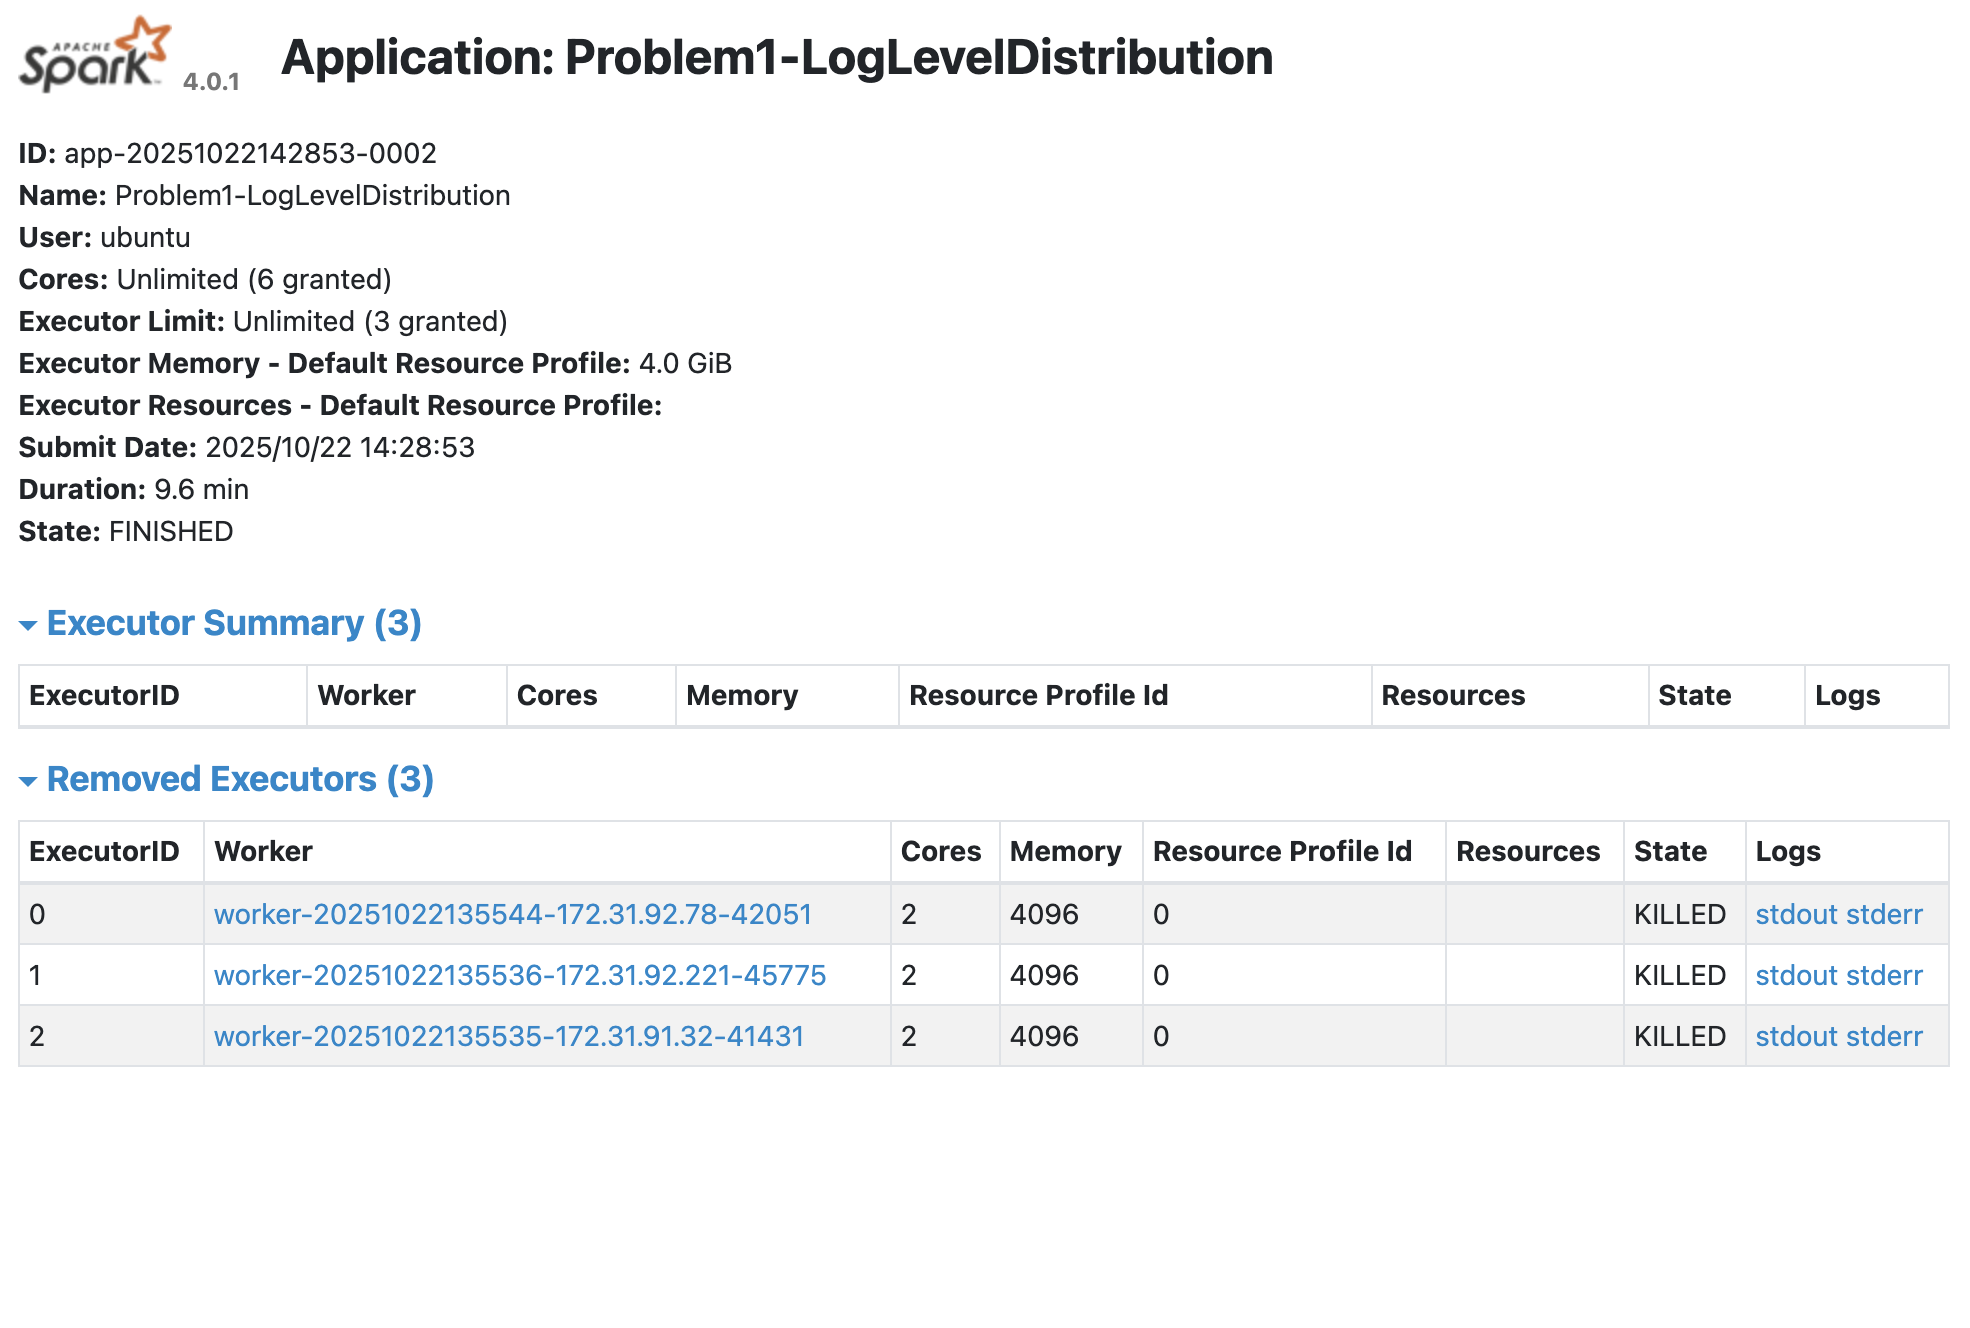 APACHE
Spark 4.0.1 Application: Problem1-LogLevelDistribution
ID: app-20251022142853-0002
Name: Problem1-LogLevelDistribution
User: ubuntu
Cores: Unlimited (6 granted)
Executor Limit: Unlimited (3 granted)
Executor Memory - Default Resource Profile: 4.0 GiB
Executor Resources - Default Resource Profile:
Submit Date: 2025/10/22 14:28:53
Duration: 9.6 min
State: FINISHED
Executor Summary (3)
ExecutorID Worker Cores Memory Resource Profile Id Resources State Logs
Removed Executors (3)
ExecutorID Worker Cores Memory Resource Profile Id Resources State Logs
0 worker-20251022135544-172.31.92.78-42051 2 4096 0 KILLED stdout stderr
1 worker-20251022135536-172.31.92.221-45775 2 4096 0 KILLED stdout stderr
2 worker-20251022135535-172.31.91.32-41431 2 4096 0 KILLED stdout stderr